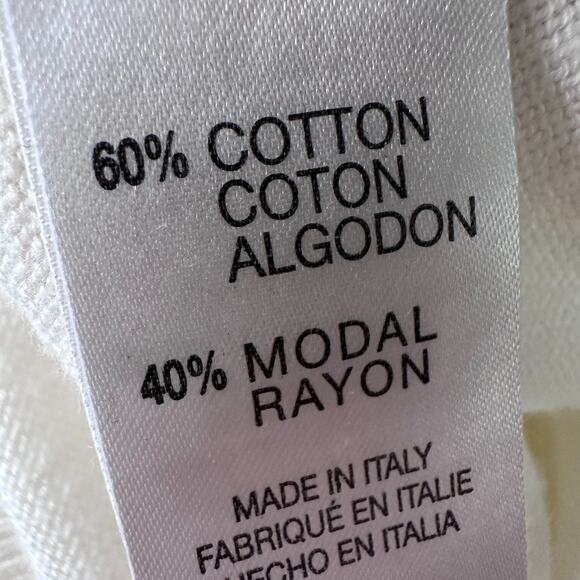 60% COTTON
COTON
ALGODON
40% MODAL
RAYON
MADE IN ITALY
FABRIQUÉ EN ITALIE
HECHO EN ITALIA